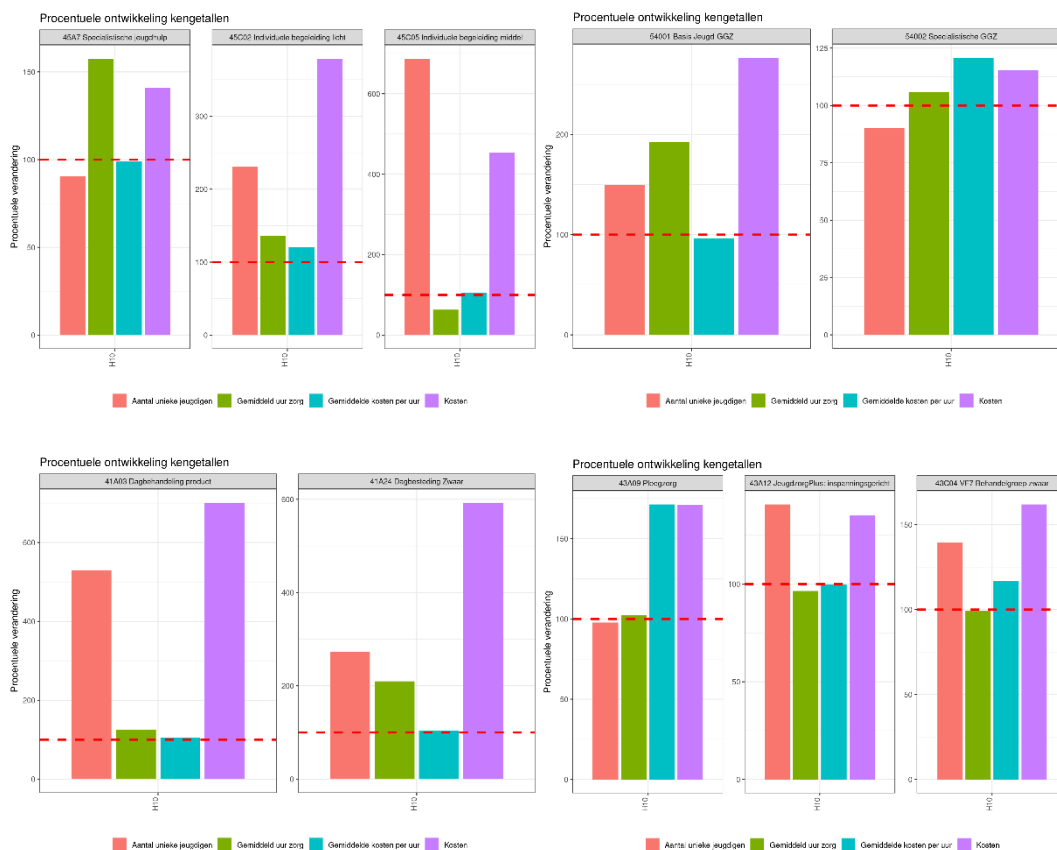 Procentuele ontwikkeling kengetallen
45A7 Specialistische jeugdhulp
45C02 Individuele begeleiding licht
45C05 Individuele begeleiding middel
Procentuele verandering
150
100
50
0
300
200
100
0
600
400
200
0
H10
H10
H10
Aantal unieke jeugdigen
Gemiddeld uur zorg
Gemiddelde kosten per uur
Kosten
Procentuele ontwikkeling kengetallen
54001 Basis Jeugd GGZ
54002 Specialistische GGZ
Procentuele verandering
200
100
0
125
100
75
50
25
0
H10
H10
Aantal unieke jeugdigen
Gemiddeld uur zorg
Gemiddelde kosten per uur
Kosten
Procentuele ontwikkeling kengetallen
41A03 Dagbehandeling product
41A24 Dagbesteding Zwaar
Procentuele verandering
600
400
200
0
600
400
200
0
H10
H10
Aantal unieke jeugdigen
Gemiddeld uur zorg
Gemiddelde kosten per uur
Kosten
Procentuele ontwikkeling kengetallen
43A09 Pleegzorg
43A12 JeugdzorgPlus: inspanningsgericht
43C04 VF7 Behandelgroep zwaar
Procentuele verandering
150
100
50
0
100
50
0
150
100
50
0
H10
H10
H10
Aantal unieke jeugdigen
Gemiddeld uur zorg
Gemiddelde kosten per uur
Kosten